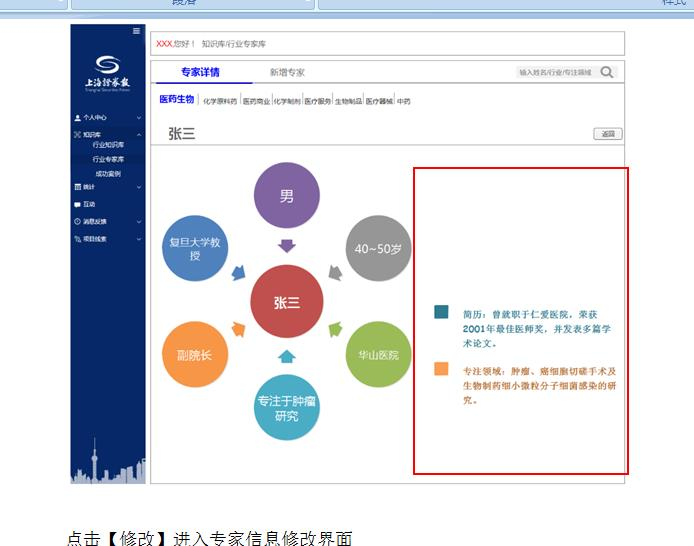 段落
样式
XXX,您好！ 知识库/行业专家库
上海证券报
Shanghai Securities News
专家详情 新增专家 输入姓名/行业/专注领域
个人中心
医药生物 化学原料药 医药商业 化学制剂 医疗服务 生物制品 医疗器械 中药
知识库
行业知识库
张三 返回
行业专家库
成功案例
统计
互动
消息反馈
项目线索
男
复旦大学教
授
40~50岁
张三
副院长
华山医院
专注于肿瘤
研究
简历：曾就职于仁爱医院，荣获
2001年最佳医师奖，并发表多篇学
术论文。
专注领域：肿瘤、癌细胞切磋手术及
生物制药细小微粒分子细菌感染的研
究。
点击【修改】进入专家信息修改界面